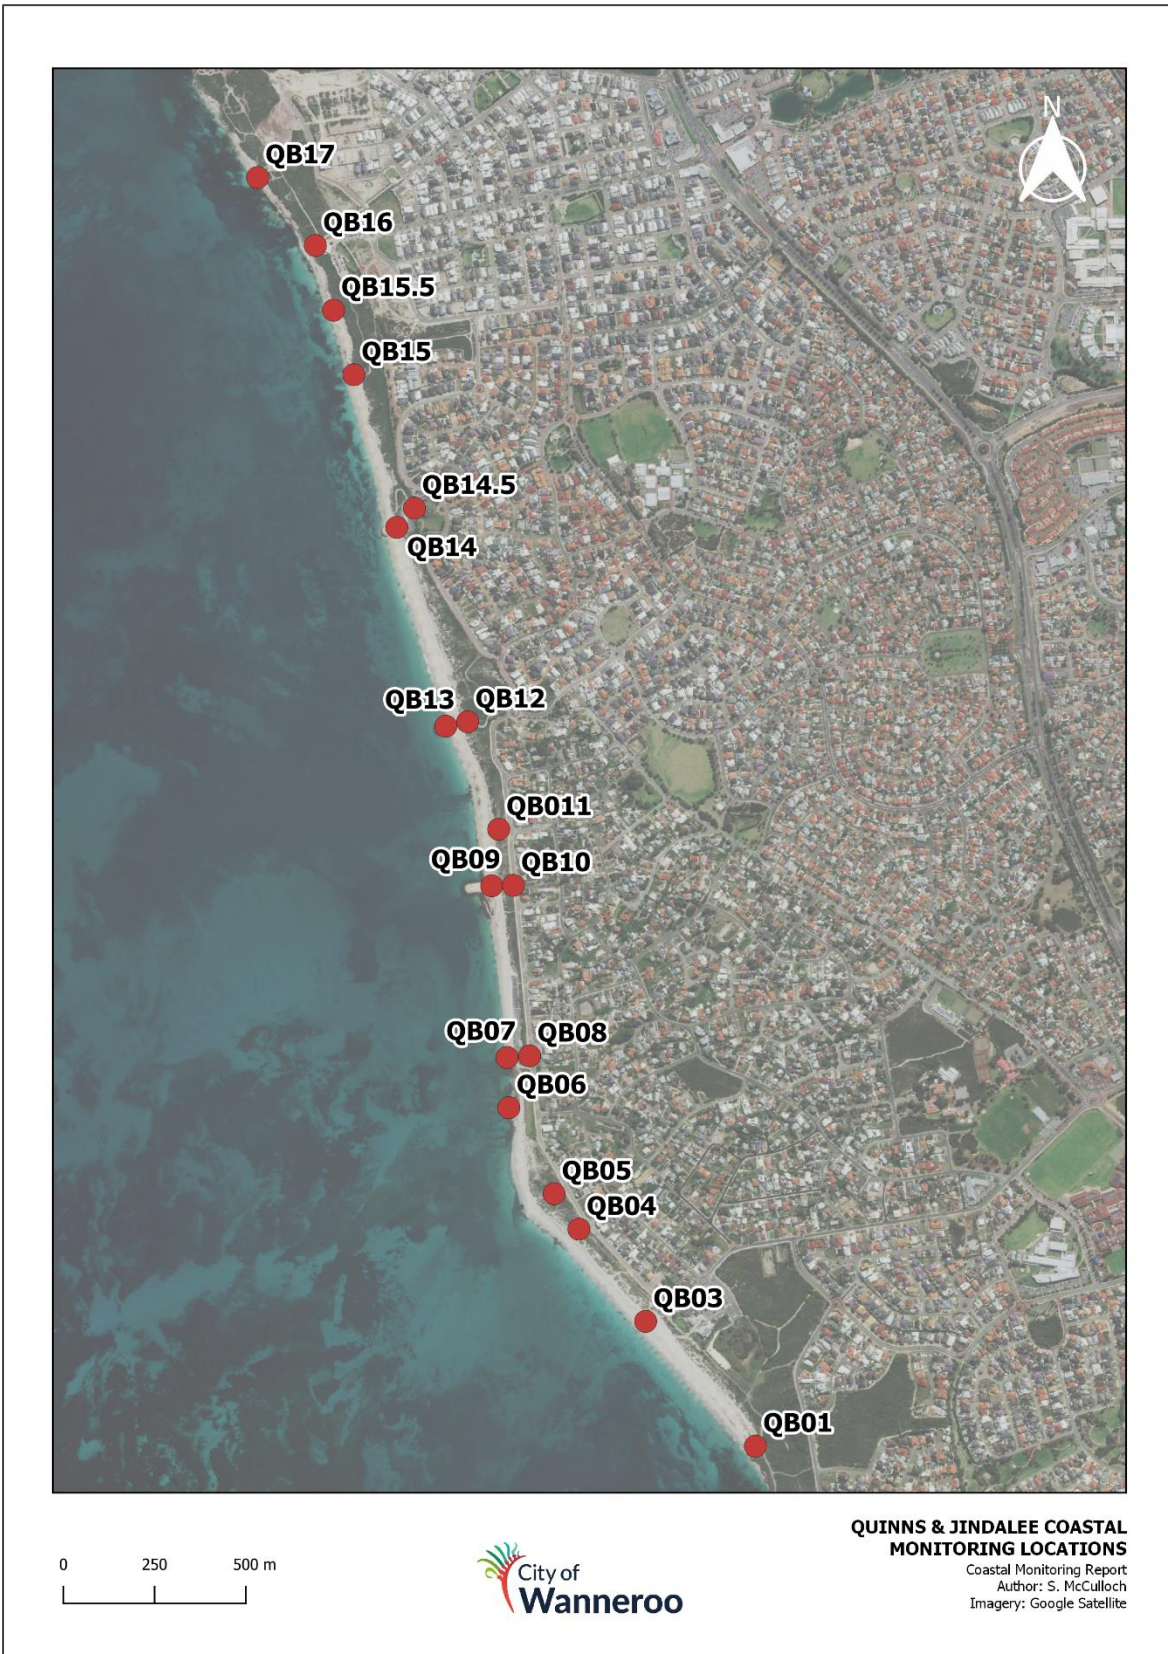 N
QB17
QB16
QB15.5
QB15
QB14.5
QB14
QB13
QB12
QB011
QB09
QB10
QB07
QB08
QB06
QB05
QB04
QB03
QB01
0 250 500 m
City of
Wanneroo
QUINNS & JINDALEE COASTAL
MONITORING LOCATIONS
Coastal Monitoring Report
Author: S. McCulloch
Imagery: Google Satellite